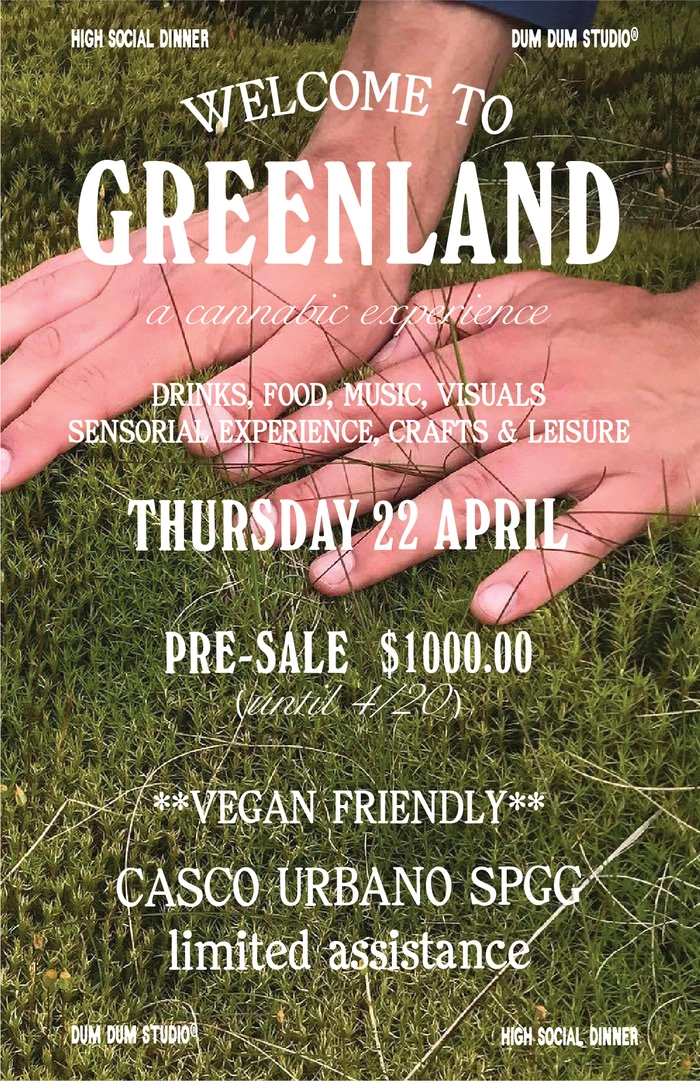 HIGH SOCIAL DINNER
DUM DUM STUDIO®
WELCOME TO
GREENLAND
a cannabic experience
DRINKS, FOOD, MUSIC, VISUALS
SENSORIAL EXPERIENCE, CRAFTS & LEISURE
THURSDAY 22 APRIL
PRE-SALE $1000.00
(until 4/20)
**VEGAN FRIENDLY**
CASCO URBANO SPGG
limited assistance
DUM DUM STUDIO®
HIGH SOCIAL DINNER